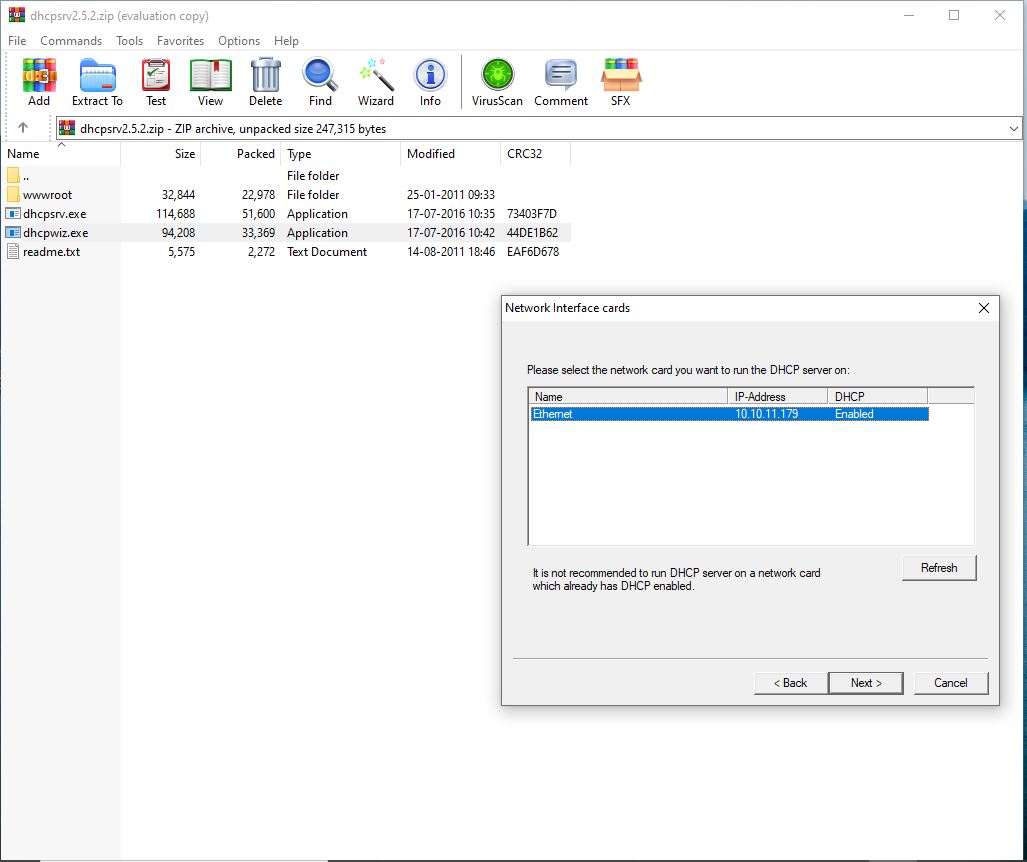 dhcpsrv2.5.2.zip (evaluation copy)
File Commands Tools Favorites Options Help
Add Extract To Test View Delete Find Wizard Info VirusScan Comment SFX
dhcpsrv2.5.2.zip - ZIP archive, unpacked size 247,315 bytes
Name Size Packed Type Modified CRC32
.. File folder
wwwroot 32,844 22,978 File folder 25-01-2011 09:33
dhcpsrv.exe 114,688 51,600 Application 17-07-2016 10:35 73403F7D
dhcpwiz.exe 94,208 33,369 Application 17-07-2016 10:42 44DE1B62
readme.txt 5,575 2,272 Text Document 14-08-2011 18:46 EAF6D678
Network Interface cards
Please select the network card you want to run the DHCP server on:
Name IP-Address DHCP
Ethernet 10.10.11.179 Enabled
Refresh
It is not recommended to run DHCP server on a network card
which already has DHCP enabled.
< Back Next > Cancel